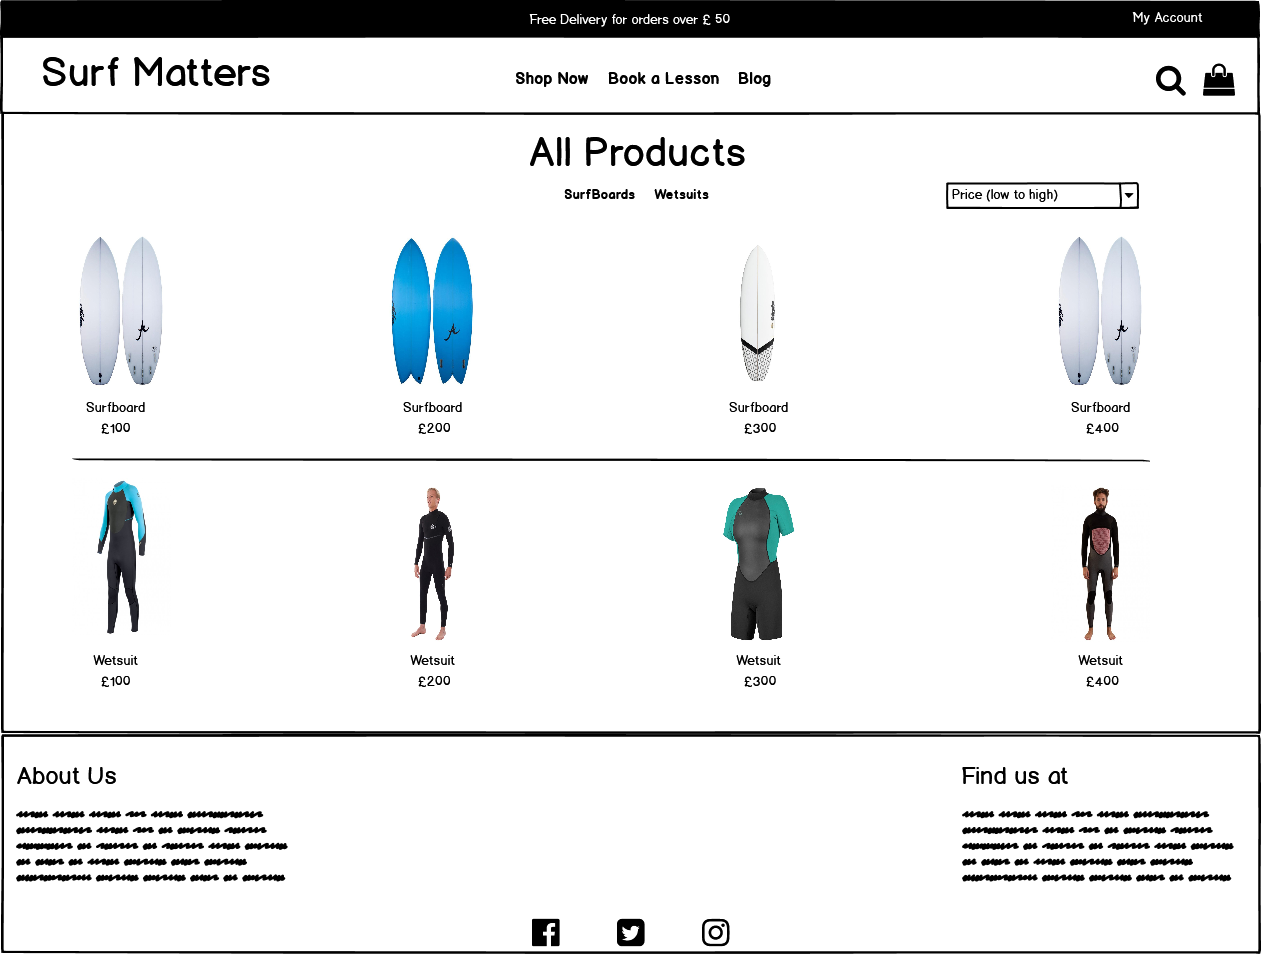 Free Delivery for orders over £ 50
My Account
Surf Matters
Shop Now Book a Lesson Blog
All Products
SurfBoards Wetsuits
Price (low to high)
Surfboard Surfboard Surfboard Surfboard
£100 £200 £300 £400
Wetsuit Wetsuit Wetsuit Wetsuit
£100 £200 £300 £400
About Us
Find us at